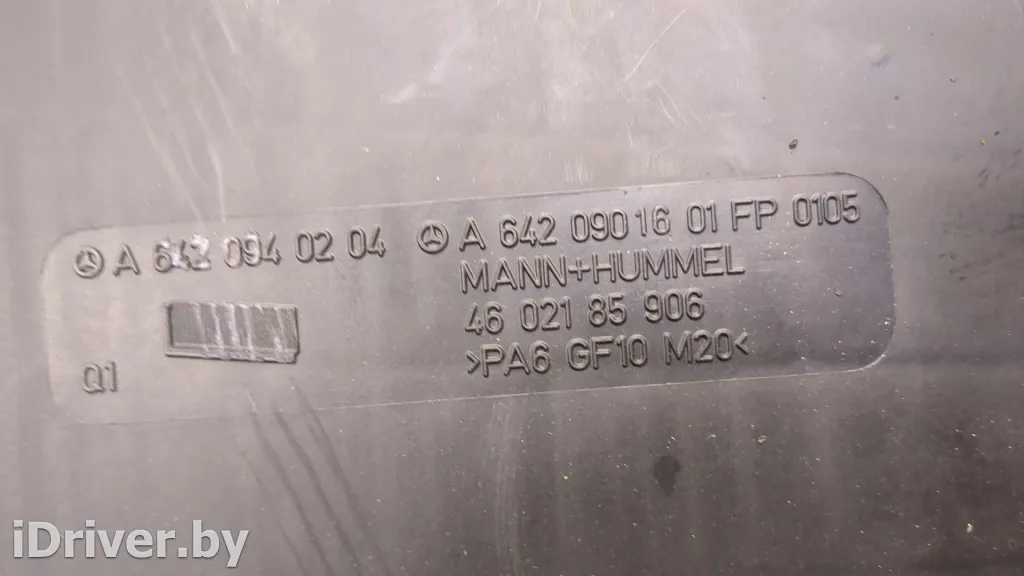 A 642 094 02 04
Q1
A 642 090 16 01 FP 0105
MANN+HUMMEL
46 021 85 906
>PA6 GF10 M20<
iDriver.by